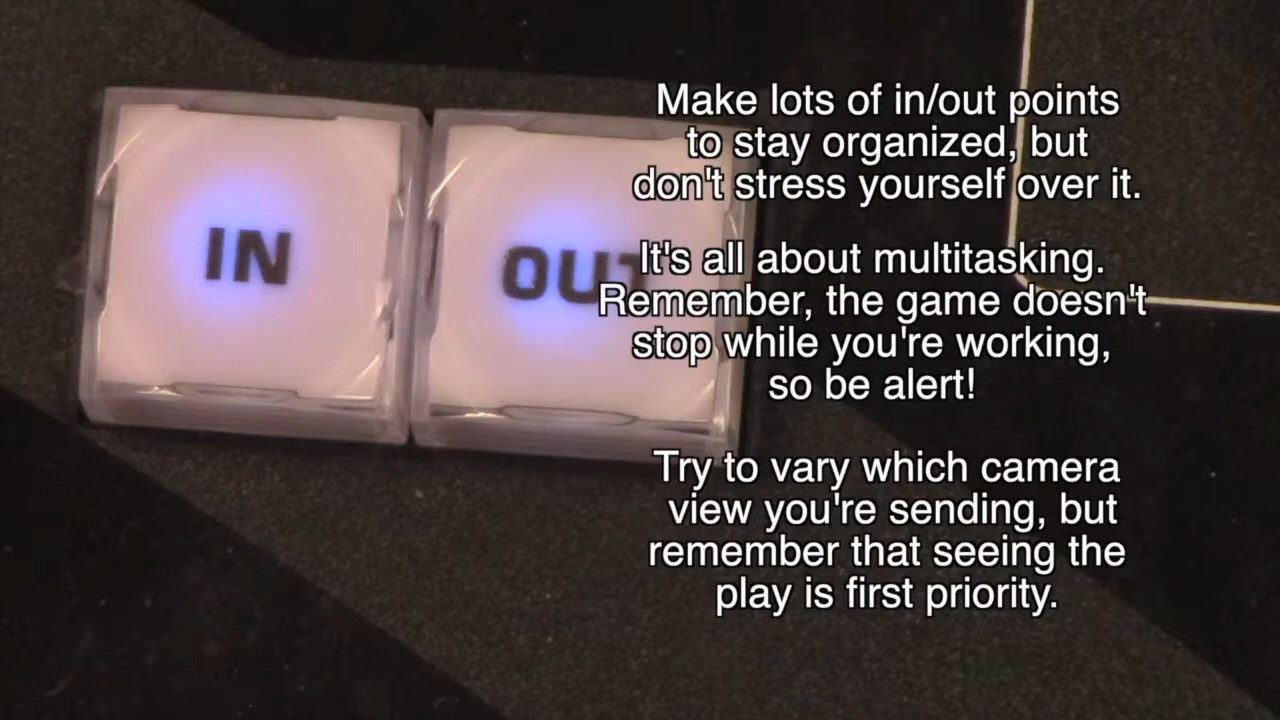 IN
OUT
Make lots of in/out points
to stay organized, but
don't stress yourself over it.
It's all about multitasking.
Remember, the game doesn't
stop while you're working,
so be alert!
Try to vary which camera
view you're sending, but
remember that seeing the
play is first priority.